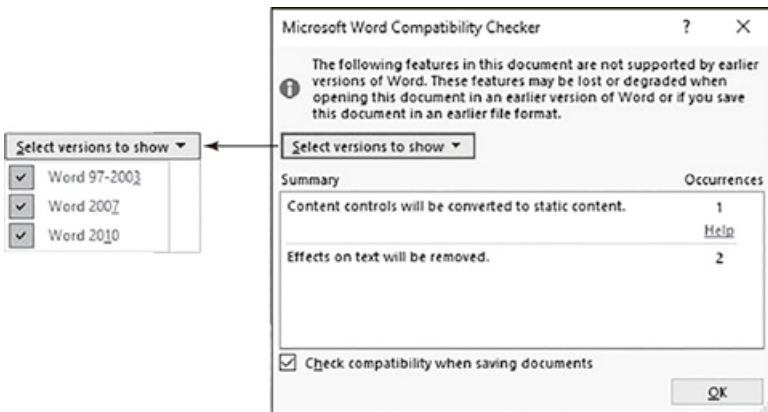 Microsoft Word Compatibility Checker ? ×
The following features in this document are not supported by earlier
versions of Word. These features may be lost or degraded when
opening this document in an earlier version of Word or if you save
this document in an earlier file format.
Select versions to show
Select versions to show
Word 97-2003
Word 2007
Word 2010
Summary Occurrences
Content controls will be converted to static content. 1
Help
Effects on text will be removed. 2
Check compatibility when saving documents
OK